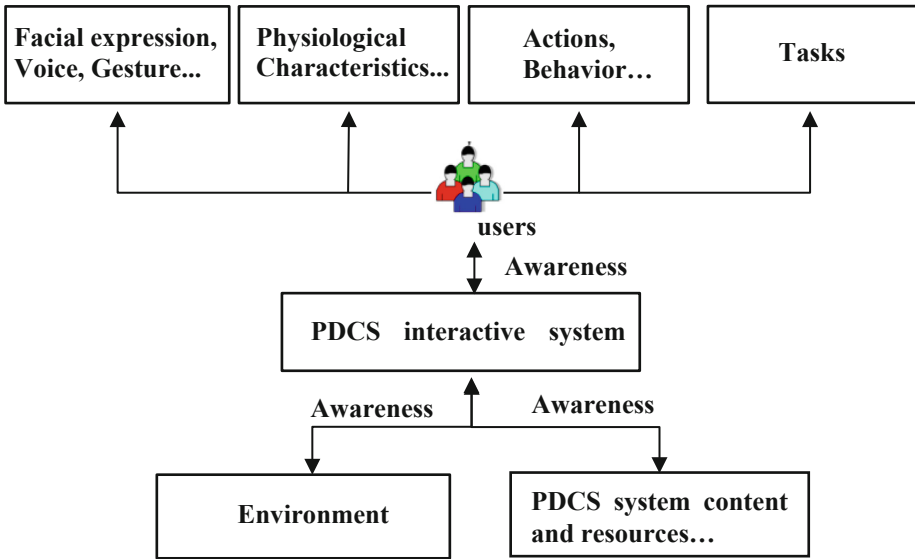 Facial expression,
Voice, Gesture...
Physiological
Characteristics...
Actions,
Behavior…
Tasks
users
Awareness
PDCS interactive system
Awareness
Awareness
Environment
PDCS system content
and resources…